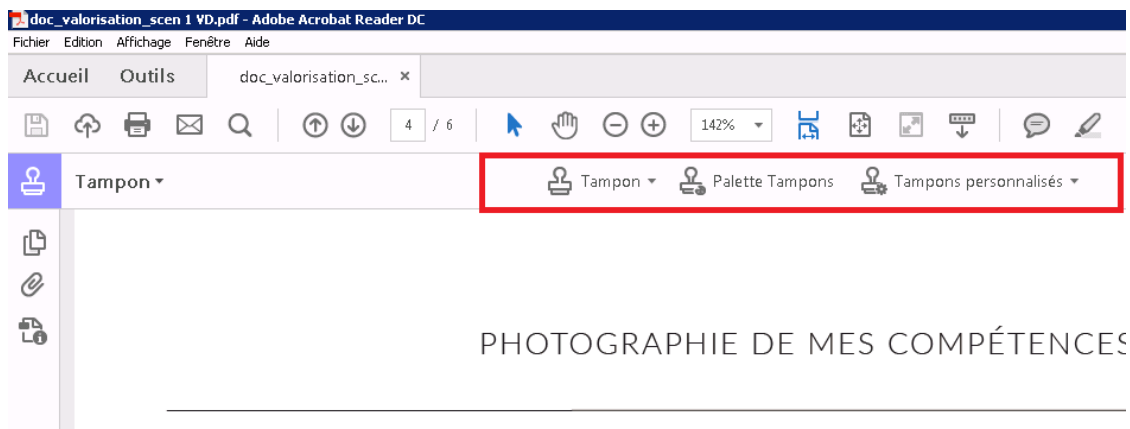 doc_valorisation_scen 1 VD.pdf - Adobe Acrobat Reader DC
Fichier Edition Affichage Fenêtre Aide
Accueil Outils doc_valorisation_sc... ×
4 / 6 142%
Tampon Tampon Palette Tampons Tampons personnalisés
PHOTOGRAPHIE DE MES COMPÉTENCES